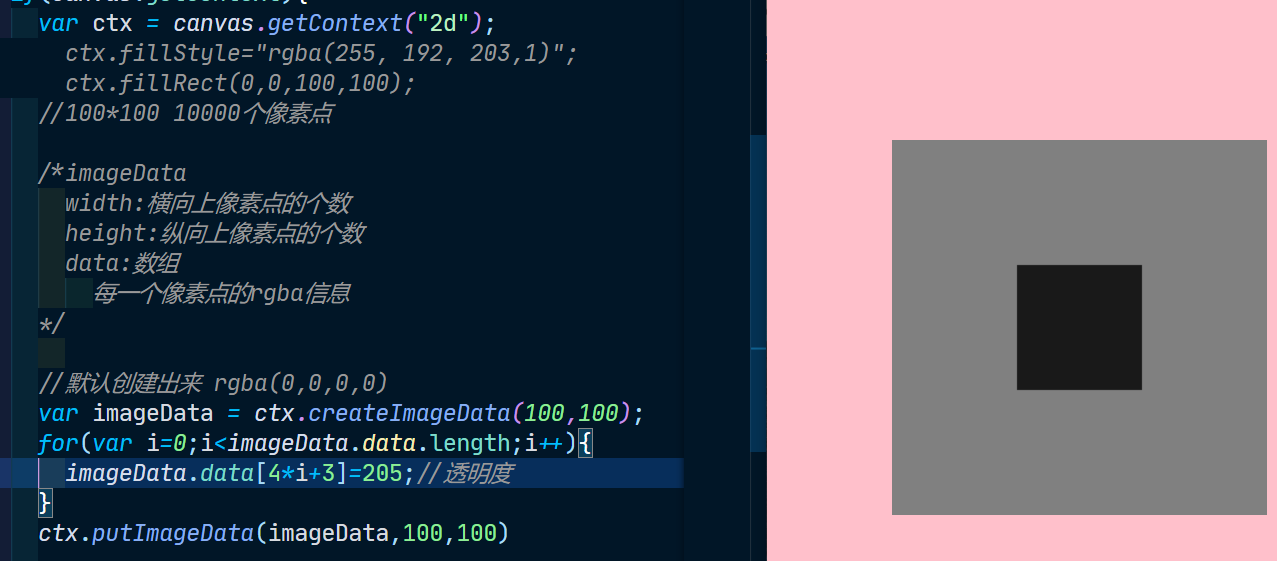 var ctx = canvas.getContext("2d");
ctx.fillStyle="rgba(255, 192, 203,1)";
ctx.fillRect(0,0,100,100);
//100*100 10000个像素点
/*imageData
width:横向上像素点的个数
height:纵向上像素点的个数
data:数组
每一个像素点的rgba信息
*/
//默认创建出来 rgba(0,0,0,0)
var imageData = ctx.createImageData(100,100);
for(var i=0;i<imageData.data.length;i++){
imageData.data[4*i+3]=205;//透明度
}
ctx.putImageData(imageData,100,100)